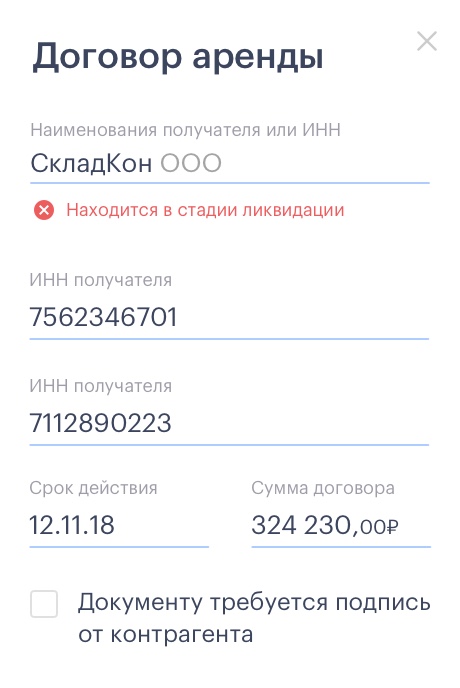 Договор аренды
Наименования получателя или ИНН
СкладКон ООО
Находится в стадии ликвидации
ИНН получателя
7562346701
ИНН получателя
7112890223
Срок действия
Сумма договора
12.11.18
324 230,00₽
Документу требуется подпись
от контрагента